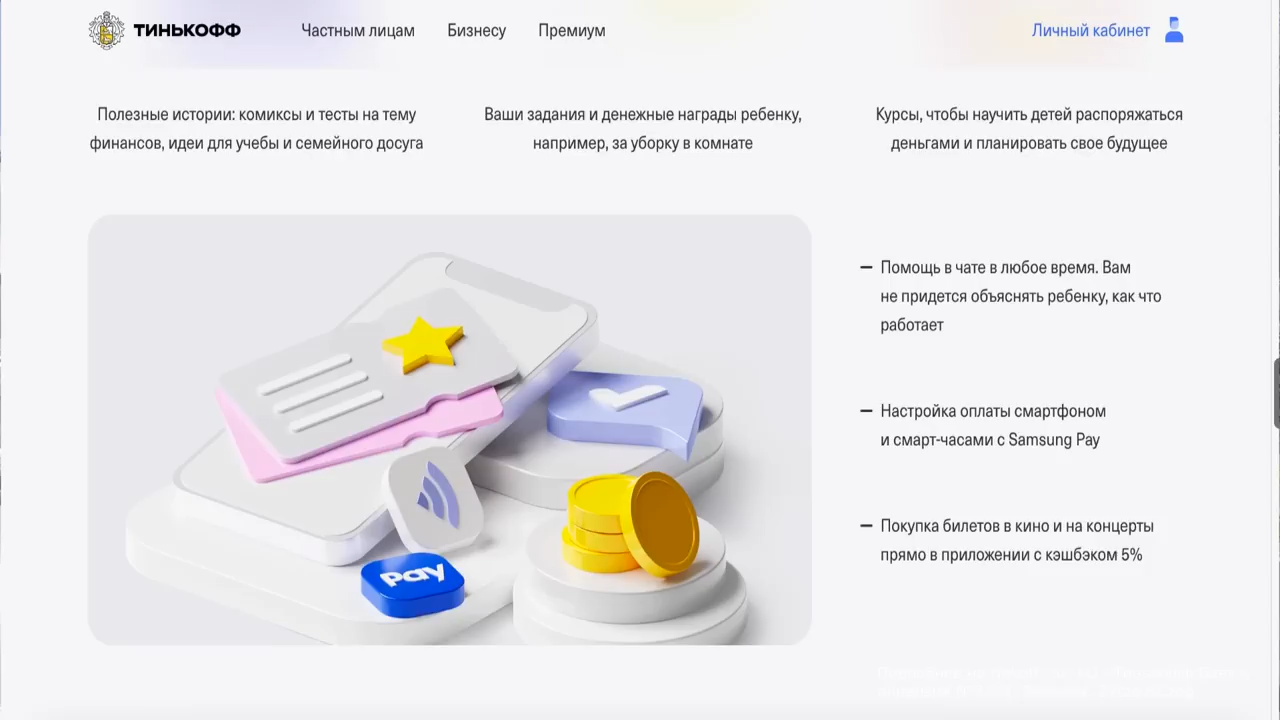 ТИНЬКОФФ
Частным лицам
Бизнесу
Премиум
Личный кабинет
Полезные истории: комиксы и тесты на тему
финансов, идеи для учебы и семейного досуга
Ваши задания и денежные награды ребенку,
например, за уборку в комнате
Курсы, чтобы научить детей распоряжаться
деньгами и планировать свое будущее
Помощь в чате в любое время. Вам
не придется объяснять ребенку, как что
работает
Настройка оплаты смартфоном
и смарт-часами с Samsung Pay
Покупка билетов в кино и на концерты
прямо в приложении с кэшбэком 5%
pay